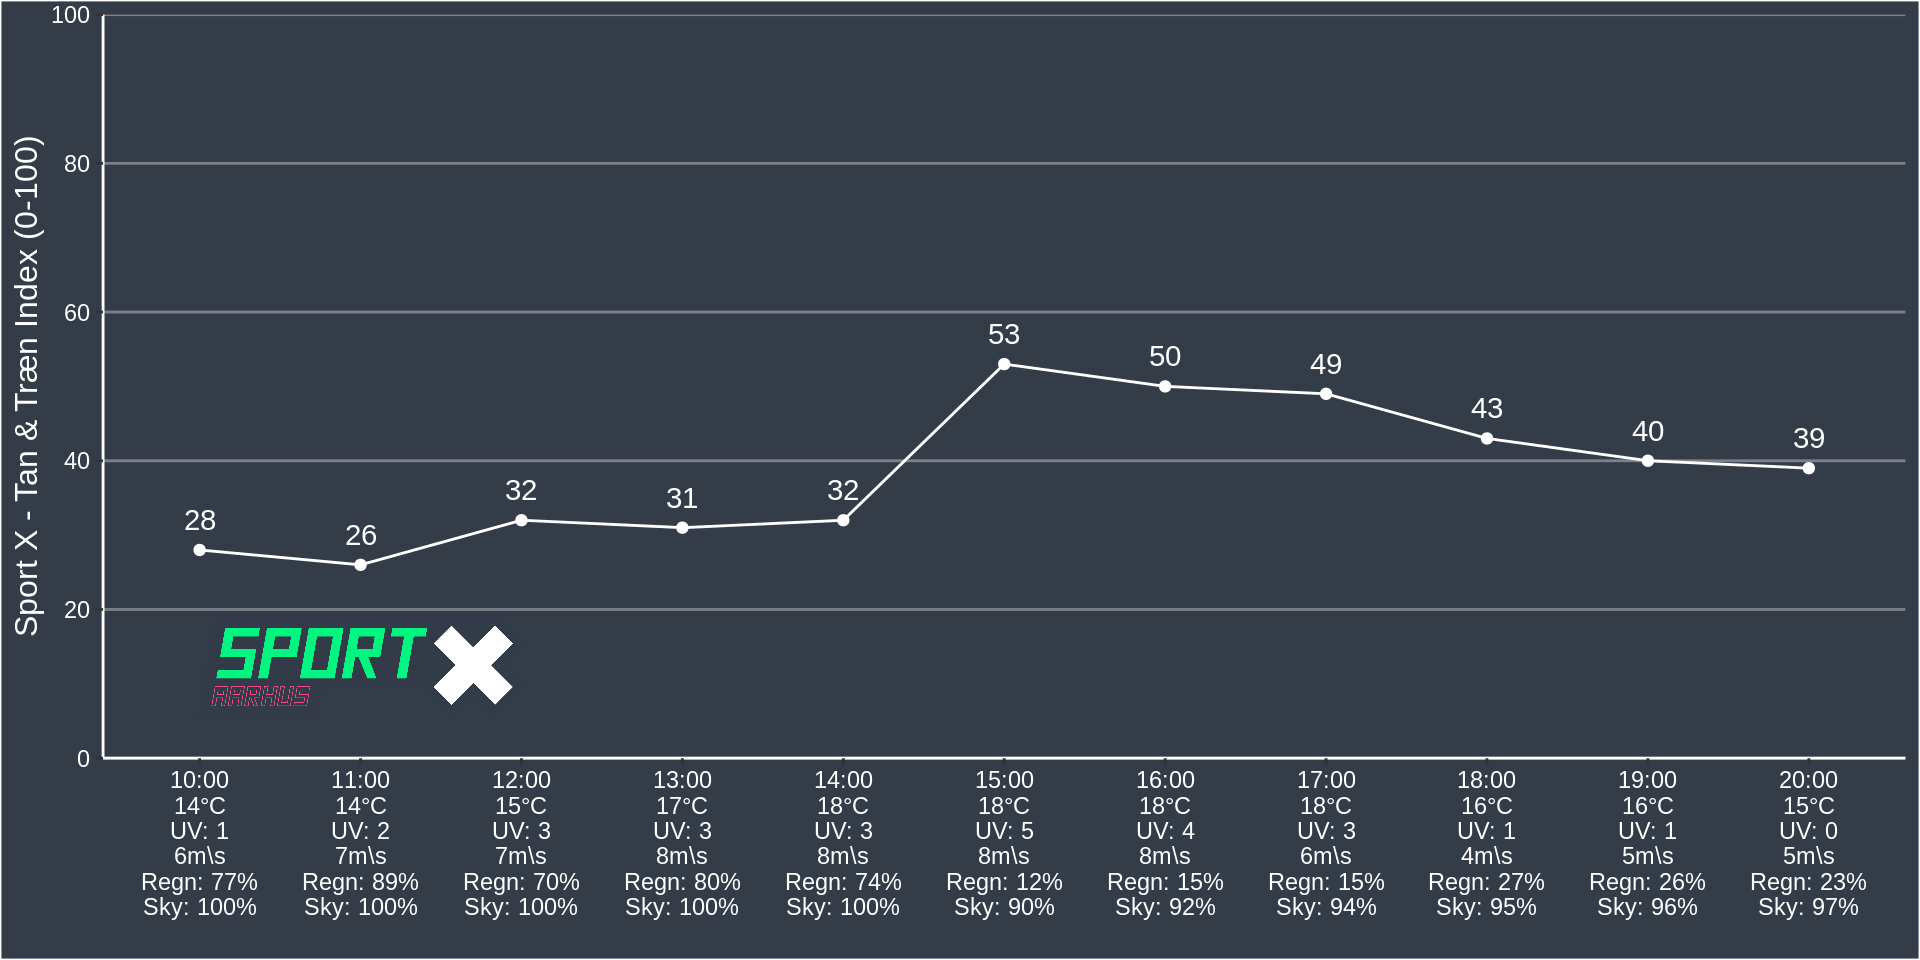 Sport X - Tan & Træn Index (0-100)
100
80
60
40
20
0
28
26
32
31
32
53
50
49
43
40
39
SPORT X
AARHUS
10:00 11:00 12:00 13:00 14:00 15:00 16:00 17:00 18:00 19:00 20:00
14°C 14°C 15°C 17°C 18°C 18°C 18°C 18°C 16°C 16°C 15°C
UV: 1 UV: 2 UV: 3 UV: 3 UV: 3 UV: 5 UV: 4 UV: 3 UV: 1 UV: 1 UV: 0
6m\s 7m\s 7m\s 8m\s 8m\s 8m\s 8m\s 6m\s 4m\s 5m\s 5m\s
Regn: 77% Regn: 89% Regn: 70% Regn: 80% Regn: 74% Regn: 12% Regn: 15% Regn: 15% Regn: 27% Regn: 26% Regn: 23%
Sky: 100% Sky: 100% Sky: 100% Sky: 100% Sky: 100% Sky: 90% Sky: 92% Sky: 94% Sky: 95% Sky: 96% Sky: 97%